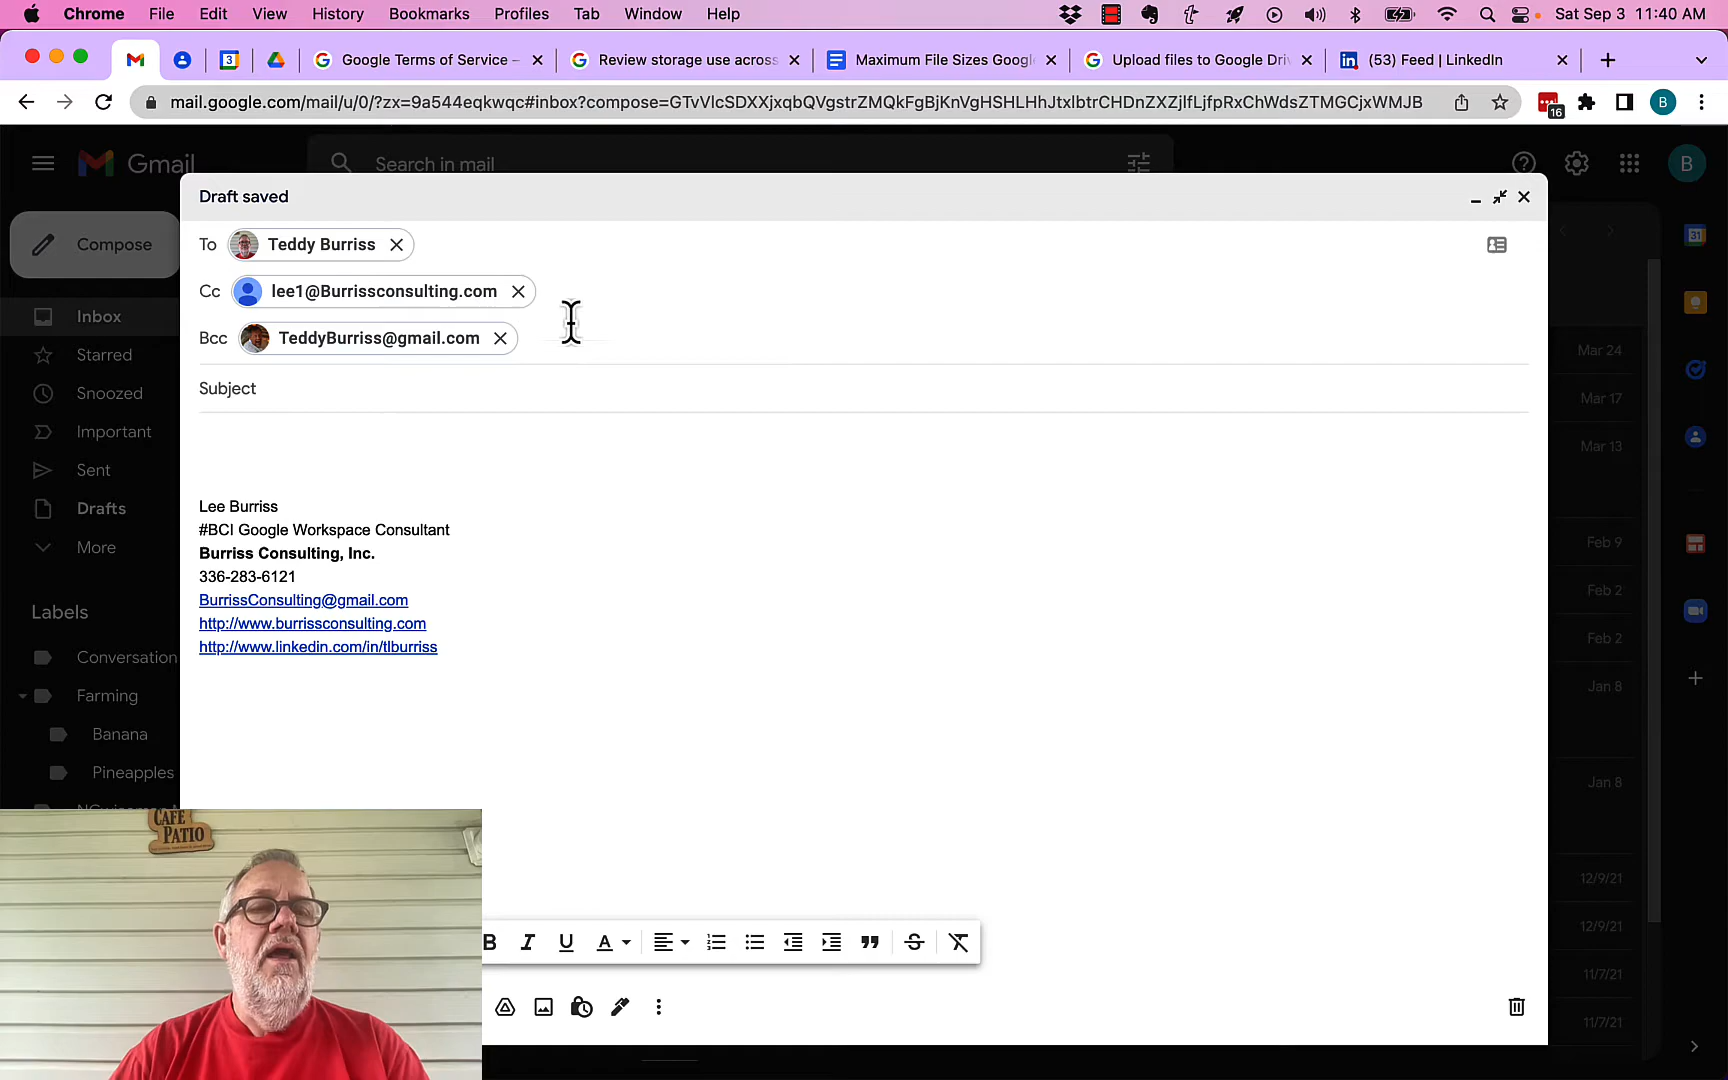 Chrome File Edit View History Bookmarks Profiles Tab Window Help Sat Sep 3 11:40 AM
3 Google Terms of Service – Review storage use across Maximum File Sizes Google Upload files to Google Driv (53) Feed | LinkedIn
mail.google.com/mail/u/0/?zx=9a544eqkwqc#inbox?compose= 16 B
Gmail Search in mail B
Draft saved
Compose
To Teddy Burriss
Cc lee1@Burrissconsulting.com
Bcc TeddyBurriss@gmail.com
Subject
Inbox
Starred
Snoozed
Important
Sent
Drafts
More
Labels
Conversation
Farming
Banana
Pineapples
Lee Burriss
#BCI Google Workspace Consultant
Burriss Consulting, Inc.
336-283-6121
BurrissConsulting@gmail.com
http://www.burrissconsulting.com
http://www.linkedin.com/in/tlburriss
31
Mar 24
Mar 17
Mar 13
Feb 9
Feb 2
Feb 2
Jan 8
Jan 8
12/9/21
12/9/21
11/7/21
11/7/21
CAFE
PATIO
B I U A